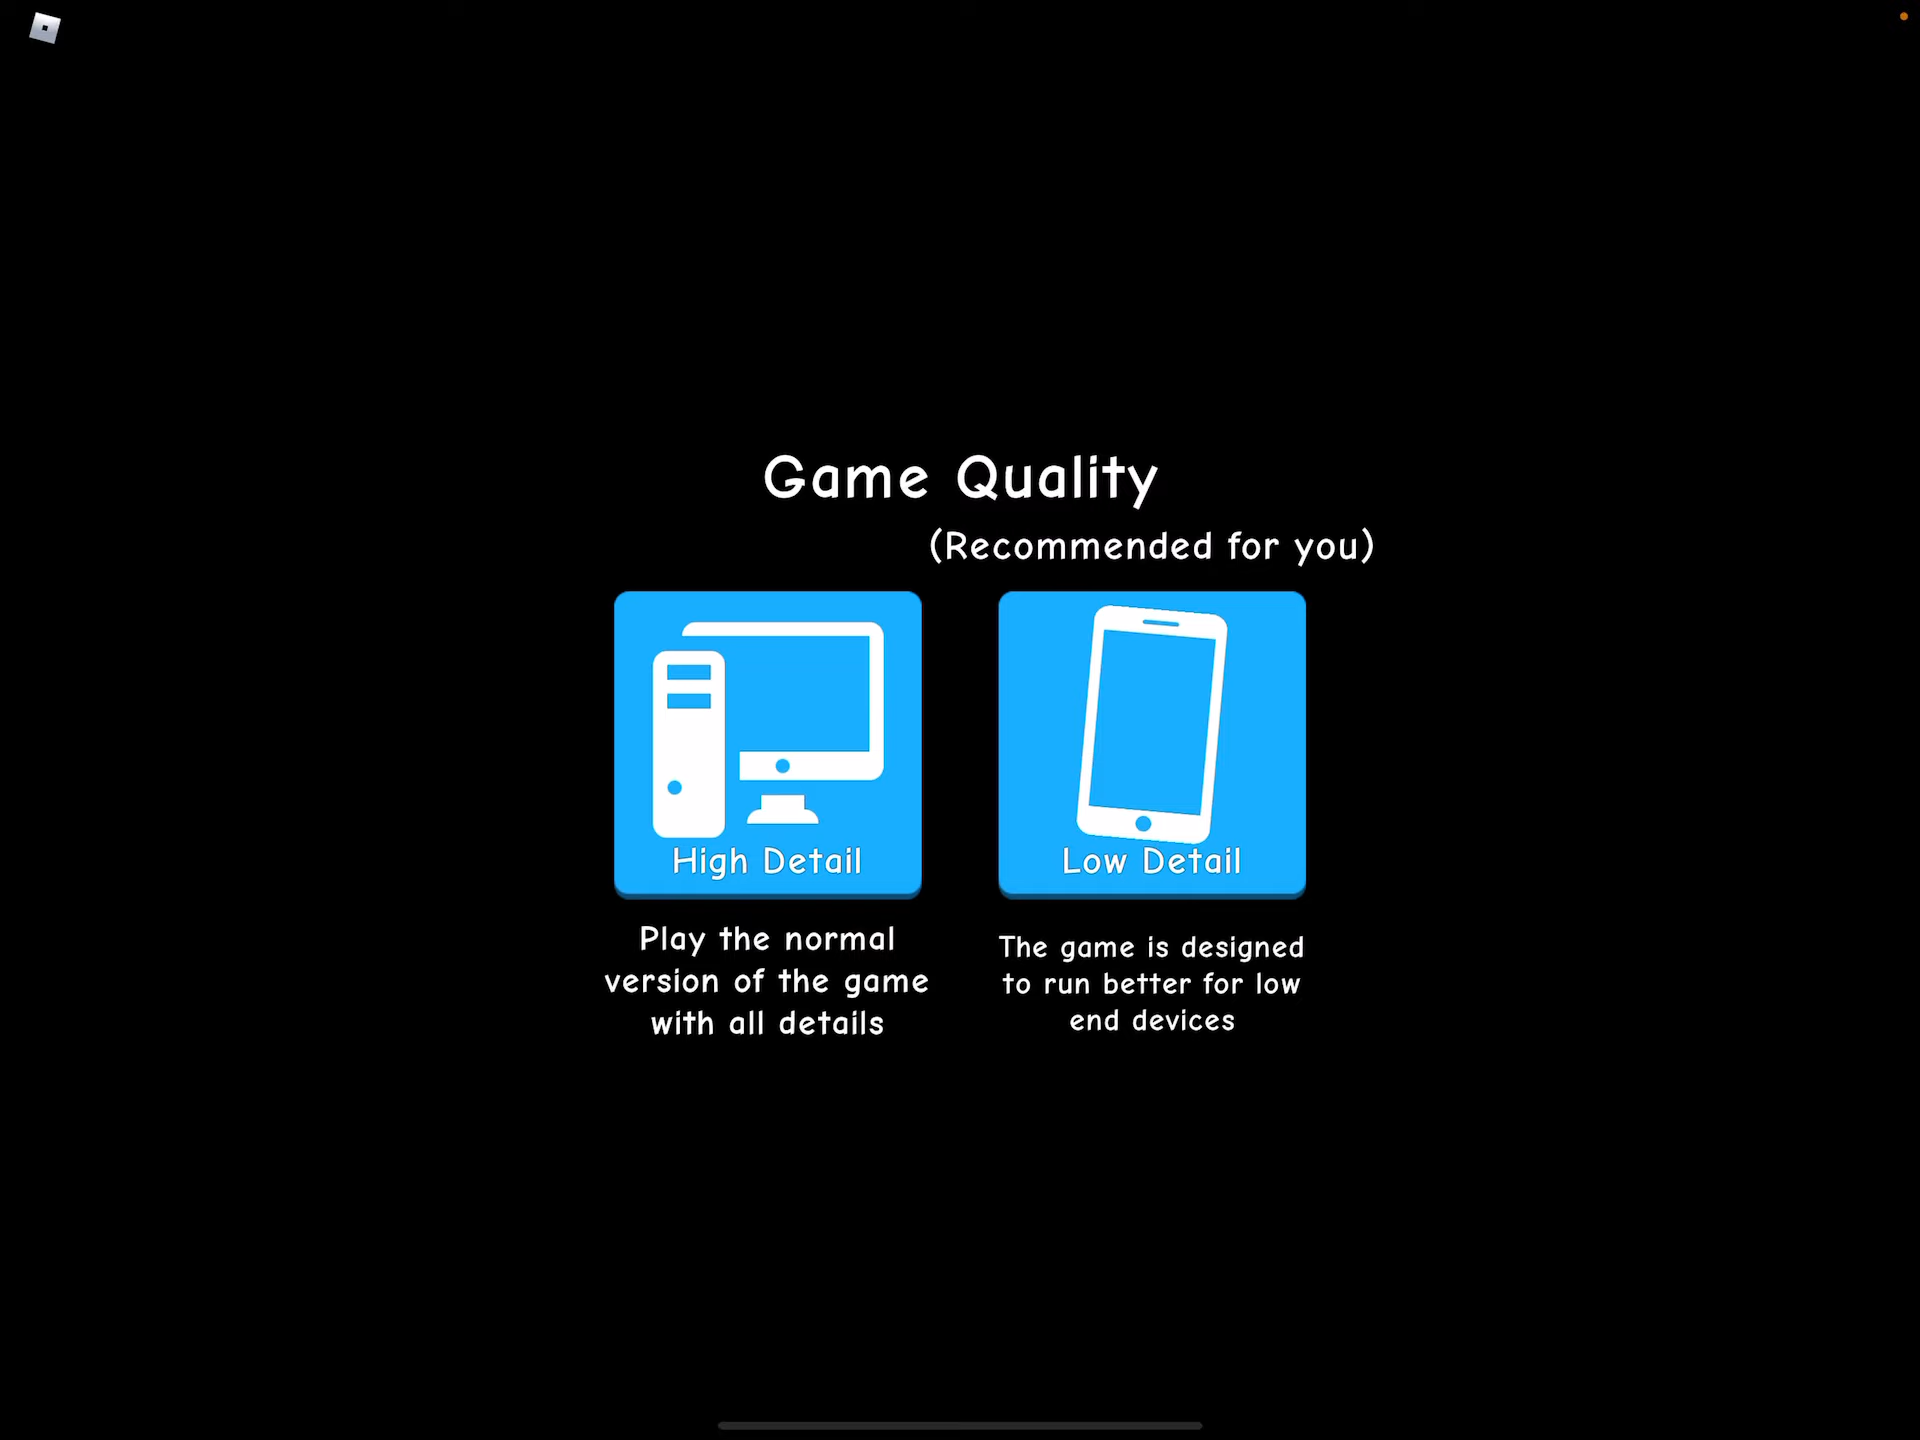 Game Quality
(Recommended for you)
High Detail
Play the normal
version of the game
with all details
Low Detail
The game is designed
to run better for low
end devices